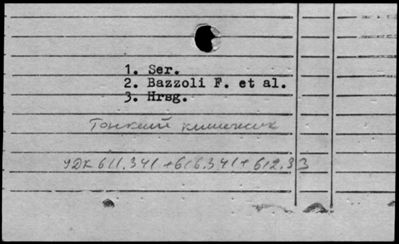 1. Ser.
2. Bazzoli F. et al.
3. Hrsg.
Тонкий кишечник
УДК 611.341+616.341+612.33